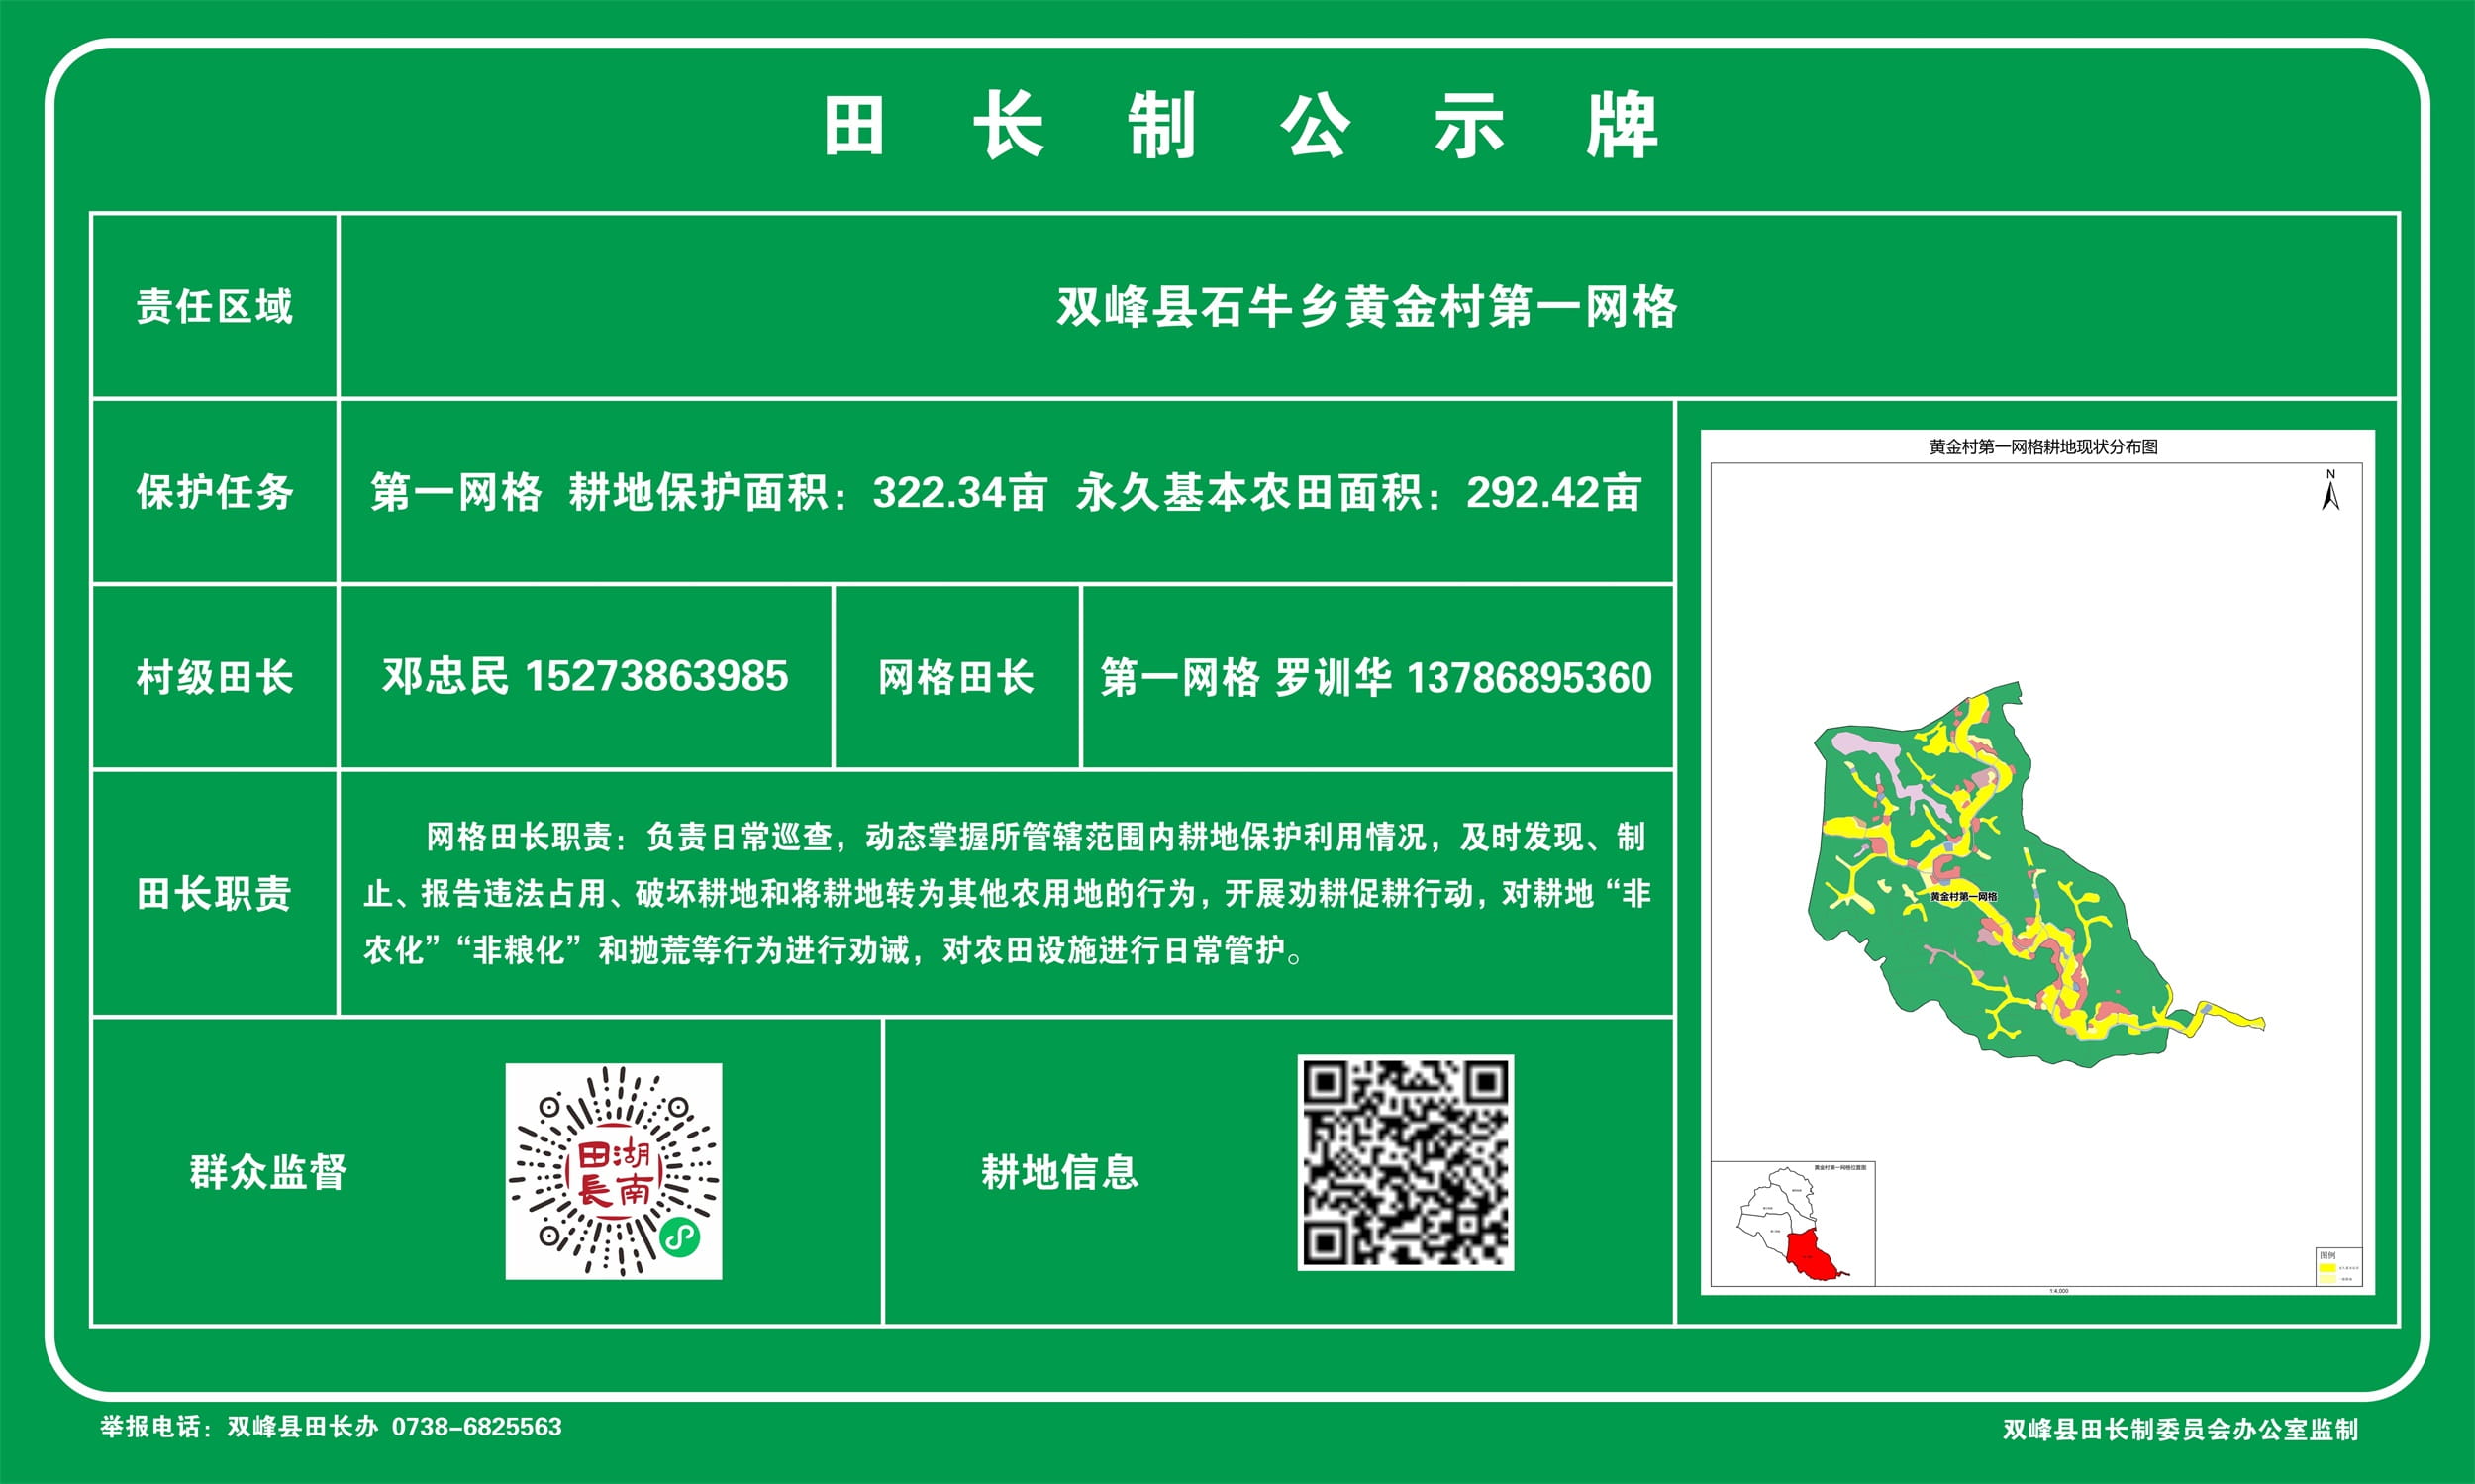 田长制公示牌
责任区域
双峰县石牛乡黄金村第一网格
保护任务
第一网格 耕地保护面积：322.34亩 永久基本农田面积：292.42亩
村级田长
邓忠民 15273863985
网格田长
第一网格 罗训华 13786895360
田长职责
网格田长职责：负责日常巡查，动态掌握所管辖范围内耕地保护利用情况，及时发现、制
止、报告违法占用、破坏耕地和将耕地转为其他农用地的行为，开展劝耕促耕行动，对耕地“非
农化”“非粮化”和抛荒等行为进行劝诫，对农田设施进行日常管护。
群众监督
田湖
長南
耕地信息
黄金村第一网格耕地现状分布图
N
黄金村第一网格
黄金村第一网格位置图
图例
1:4,000
举报电话：双峰县田长办 0738-6825563
双峰县田长制委员会办公室监制